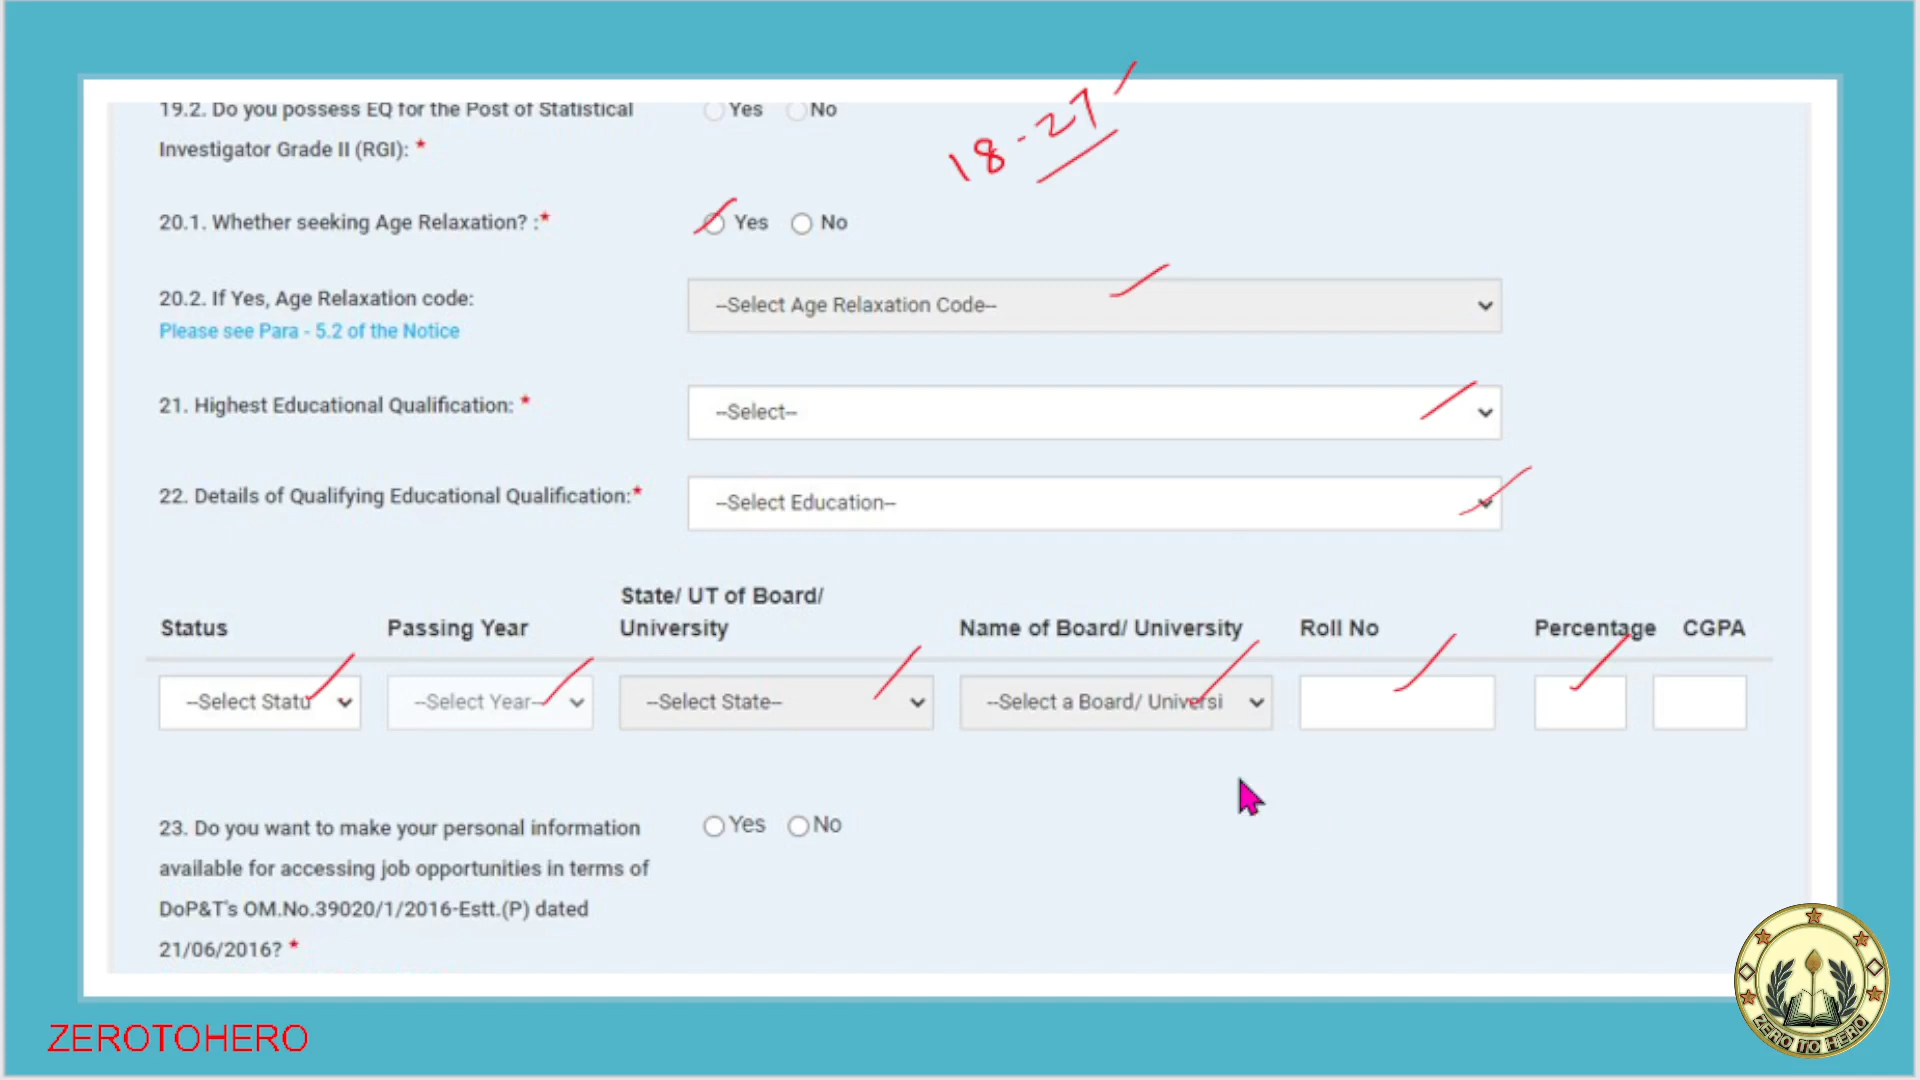 19.2. Do you possess EQ for the Post of Statistical Yes No
Investigator Grade II (RGI): *
18-27
20.1. Whether seeking Age Relaxation? :* Yes No
20.2. If Yes, Age Relaxation code: --Select Age Relaxation Code--
Please see Para - 5.2 of the Notice
21. Highest Educational Qualification: * --Select--
22. Details of Qualifying Educational Qualification:* --Select Education--
State/ UT of Board/
Status Passing Year University Name of Board/ University Roll No Percentage CGPA
--Select Statu --Select Year-- --Select State-- --Select a Board/ Universi
23. Do you want to make your personal information Yes No
available for accessing job opportunities in terms of
DoP&T's OM.No.39020/1/2016-Estt.(P) dated
21/06/2016? *
ZEROTOHERO
ZERO TO HERO